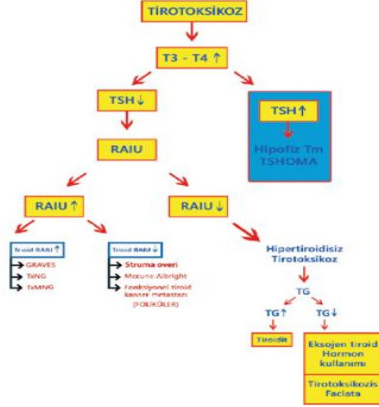 TİROTOKSİKOZ
T3 - T4 ↑
TSH ↓
TSH ↑
Hipofiz Tm
TSHOMA
RAIU
RAIU ↑
RAIU ↓
Tiroid RAIU ↑
GRAVES
TxNG
TxMNG
Tiroid RAIU ↓
Struma overi
Mccune Albright
Fonksiyonel tiroid
kanser metastazı
(FOLİKÜLER)
Hipertiroidisiz
Tirotoksikoz
TG
TG↑
TG↓
Tiroidit
Eksojen tiroid
Hormon
kullanımı
Tirotoksikozis
Faciata